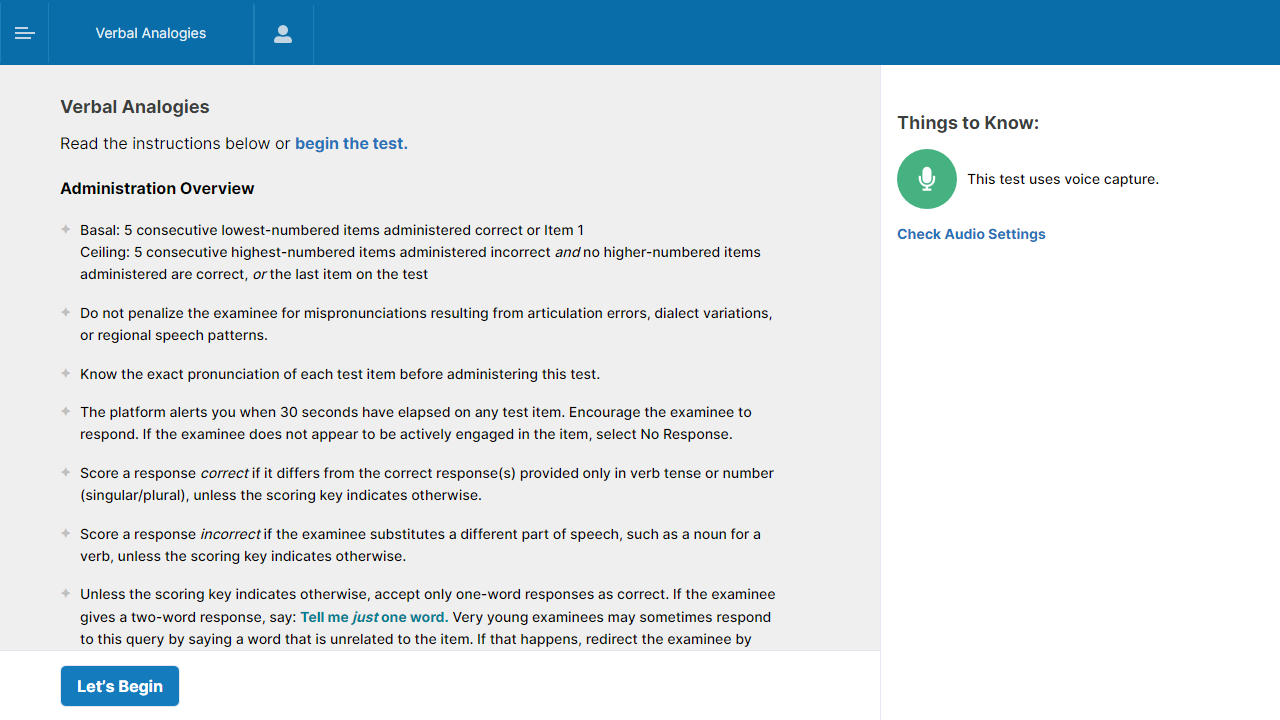 Verbal Analogies
Verbal Analogies
Read the instructions below or begin the test.
Administration Overview
Basal: 5 consecutive lowest-numbered items administered correct or Item 1
Ceiling: 5 consecutive highest-numbered items administered incorrect and no higher-numbered items
administered are correct, or the last item on the test
Do not penalize the examinee for mispronunciations resulting from articulation errors, dialect variations,
or regional speech patterns.
Know the exact pronunciation of each test item before administering this test.
The platform alerts you when 30 seconds have elapsed on any test item. Encourage the examinee to
respond. If the examinee does not appear to be actively engaged in the item, select No Response.
Score a response correct if it differs from the correct response(s) provided only in verb tense or number
(singular/plural), unless the scoring key indicates otherwise.
Score a response incorrect if the examinee substitutes a different part of speech, such as a noun for a
verb, unless the scoring key indicates otherwise.
Unless the scoring key indicates otherwise, accept only one-word responses as correct. If the examinee
gives a two-word response, say: Tell me just one word. Very young examinees may sometimes respond
to this query by saying a word that is unrelated to the item. If that happens, redirect the examinee by
Let's Begin
Things to Know:
This test uses voice capture.
Check Audio Settings